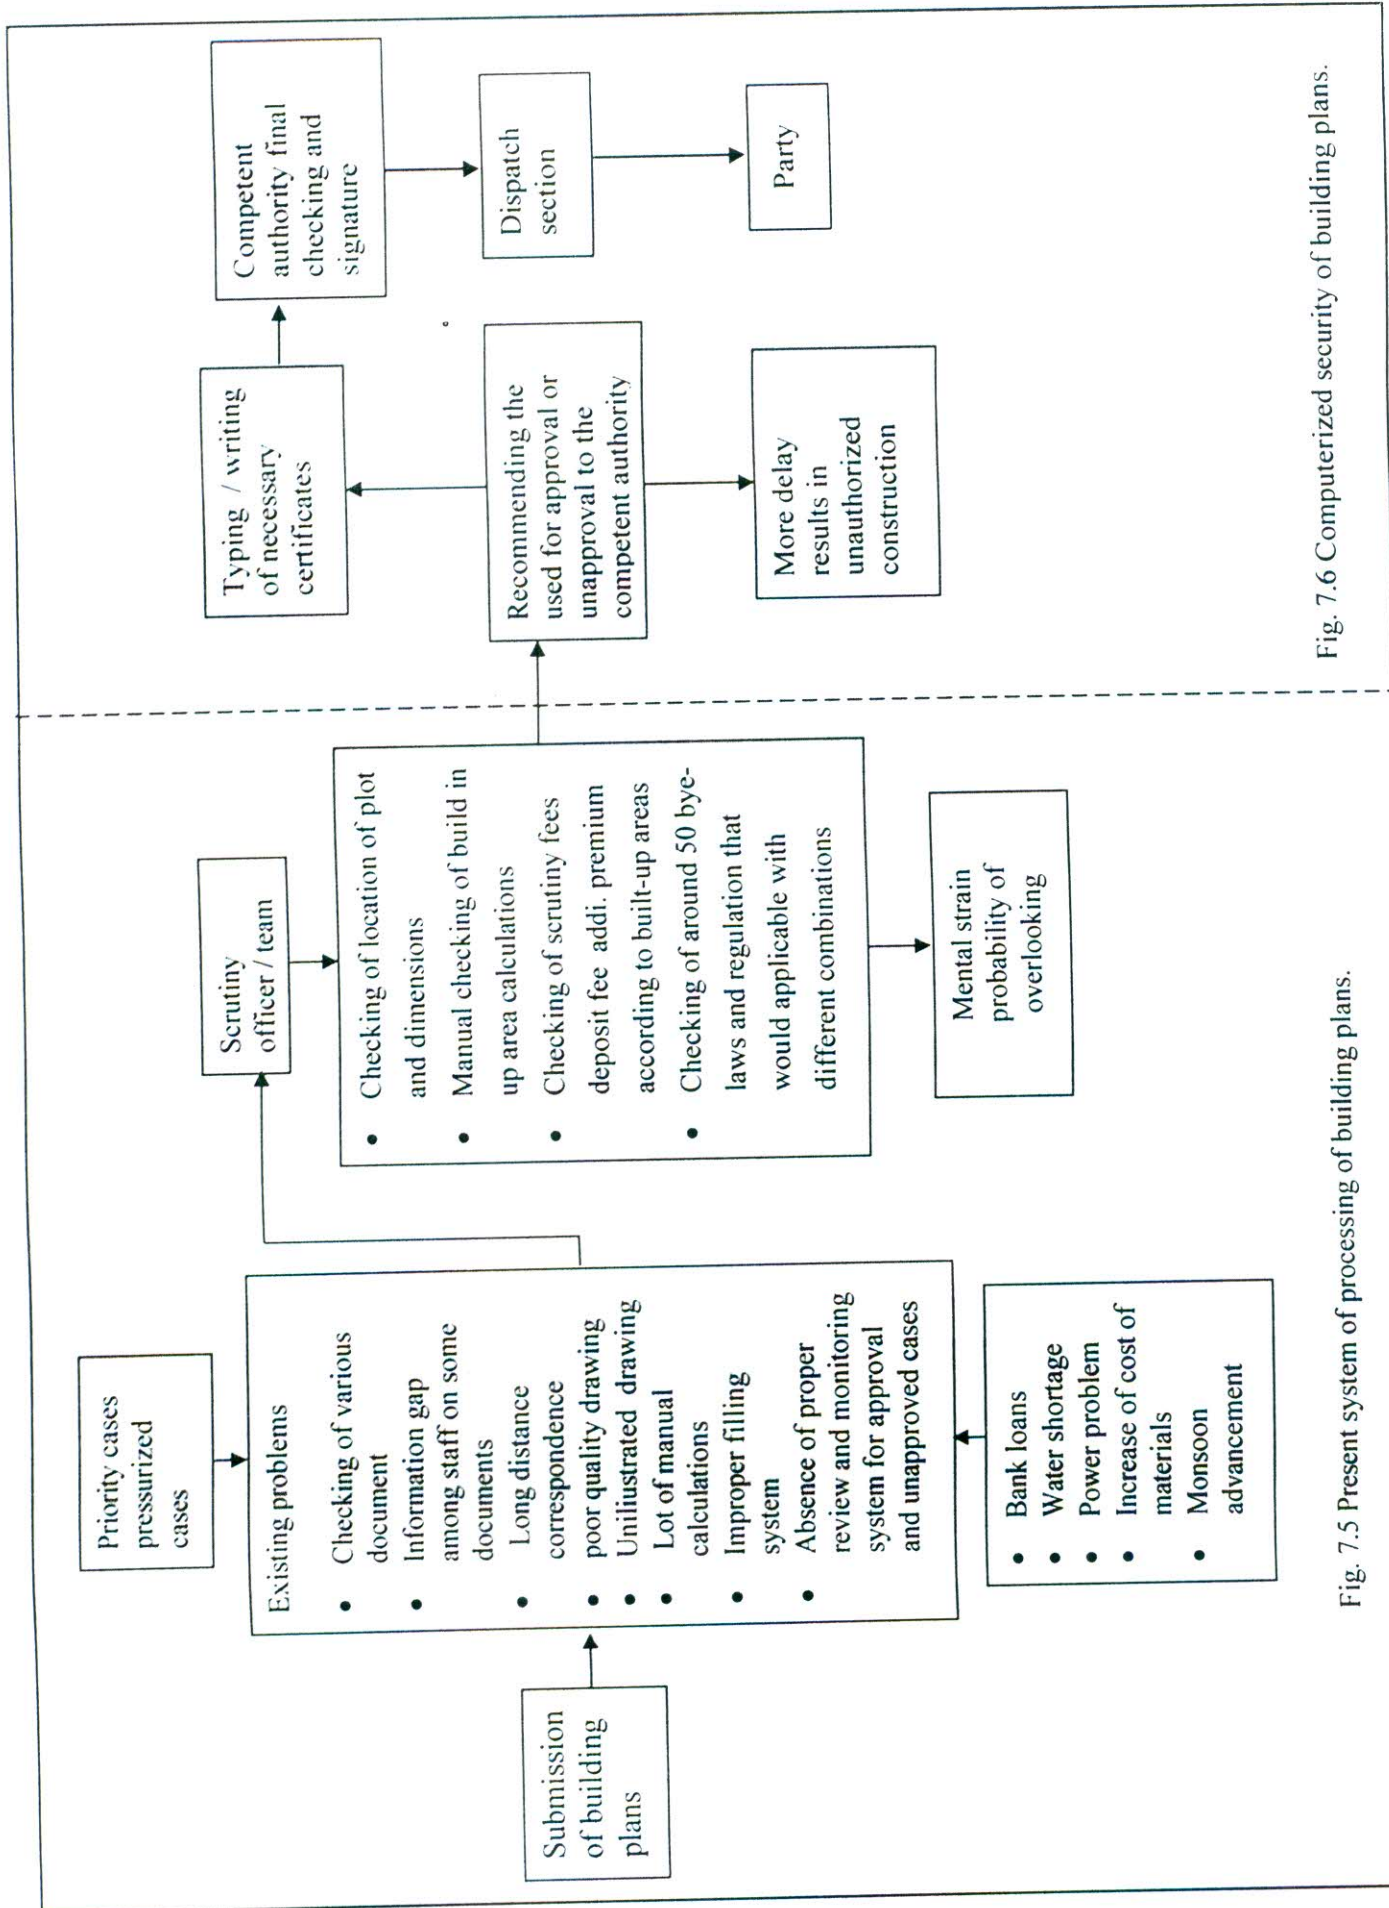 Priority cases
pressurized
cases
Submission
of building
plans
Existing problems
• Checking of various
document
• Information gap
among staff on some
documents
• Long distance
correspondence
• poor quality drawing
• Uniliustrated drawing
• Lot of manual
calculations
• Improper filling
system
• Absence of proper
review and monitoring
system for approval
and unapproved cases
• Bank loans
• Water shortage
• Power problem
• Increase of cost of
materials
• Monsoon
advancement
Scrutiny
officer / team
• Checking of location of plot
and dimensions
• Manual checking of build in
up area calculations
• Checking of scrutiny fees
deposit fee addi. premium
according to built-up areas
• Checking of around 50 bye-
laws and regulation that
would applicable with
different combinations
Mental strain
probability of
overlooking
Fig. 7.5 Present system of processing of building plans.
Typing / writing
of necessary
certificates
Competent
authority final
checking and
signature
Recommending the
used for approval or
unapproval to the
competent authority
Dispatch
section
More delay
results in
unauthorized
construction
Party
Fig. 7.6 Computerized security of building plans.